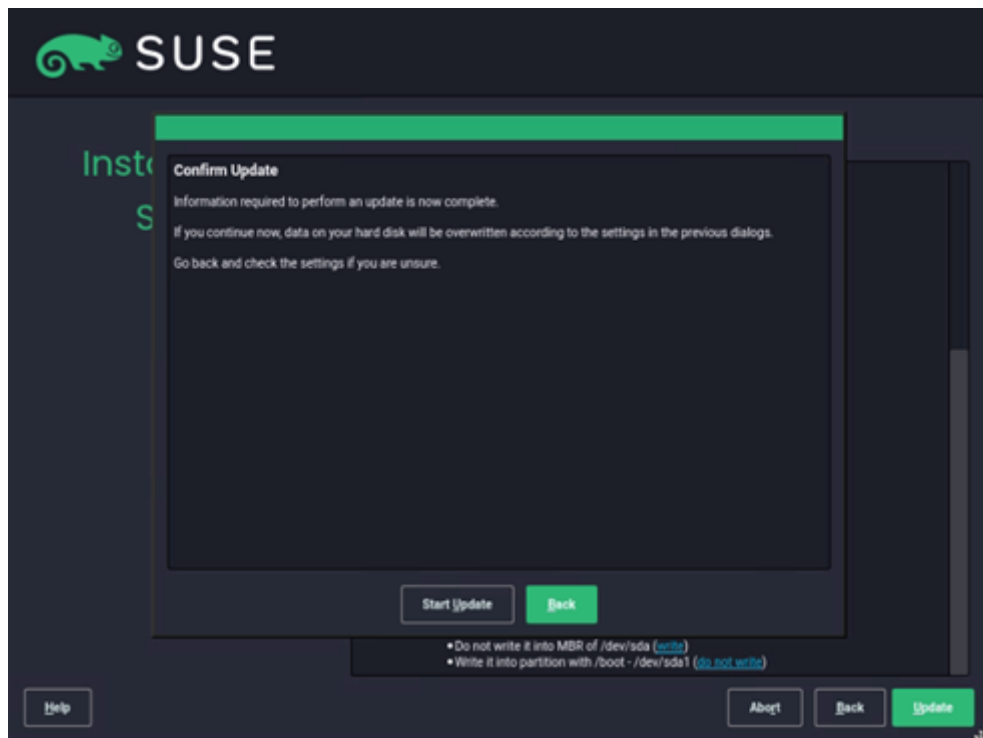 SUSE
Confirm Update
Information required to perform an update is now complete.
If you continue now, data on your hard disk will be overwritten according to the settings in the previous dialogs.
Go back and check the settings if you are unsure.
Start Update
Back
• Do not write it into MBR of /dev/sda (write)
• Write it into partition with /boot - /dev/sda1 (do not write)
Help
Abort
Back
Update